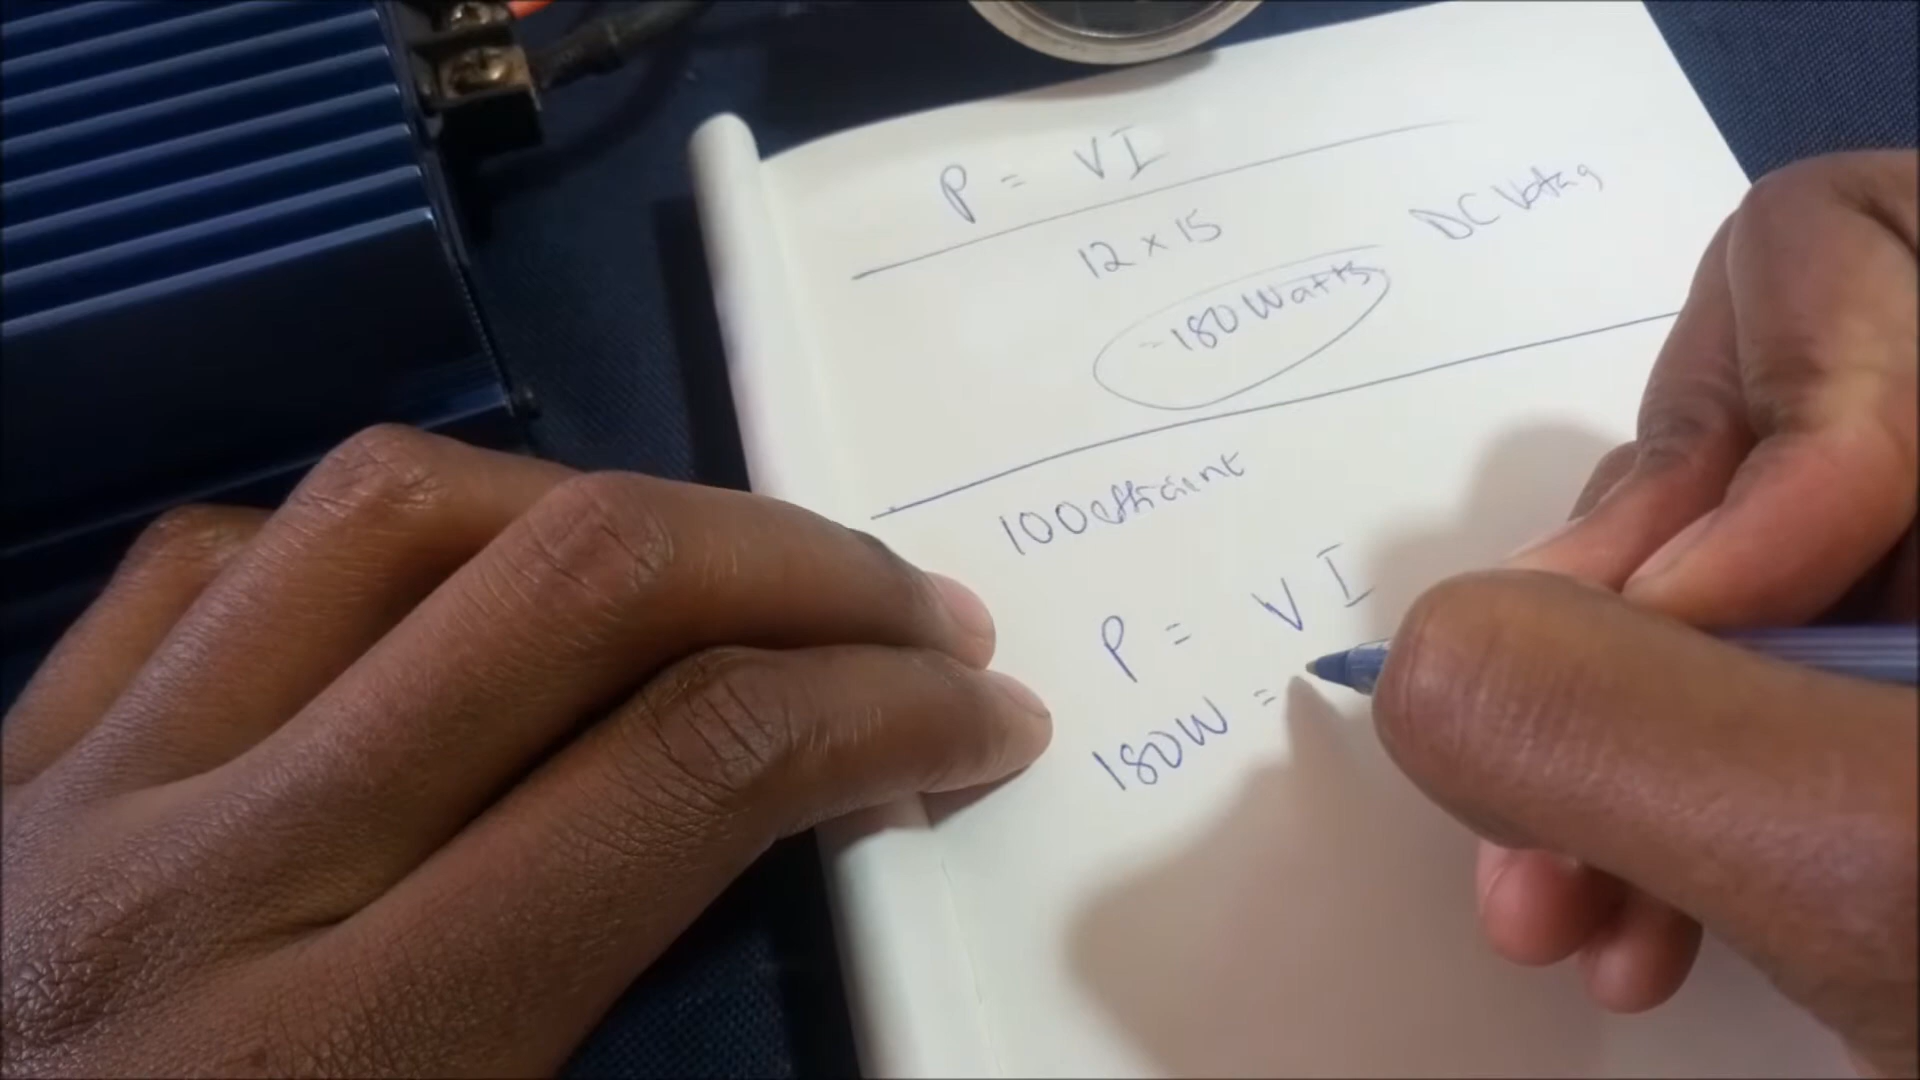 P = VI
12 x 15
DC Voltag
= 180 Watts
100 efficient
P = V I
180W =